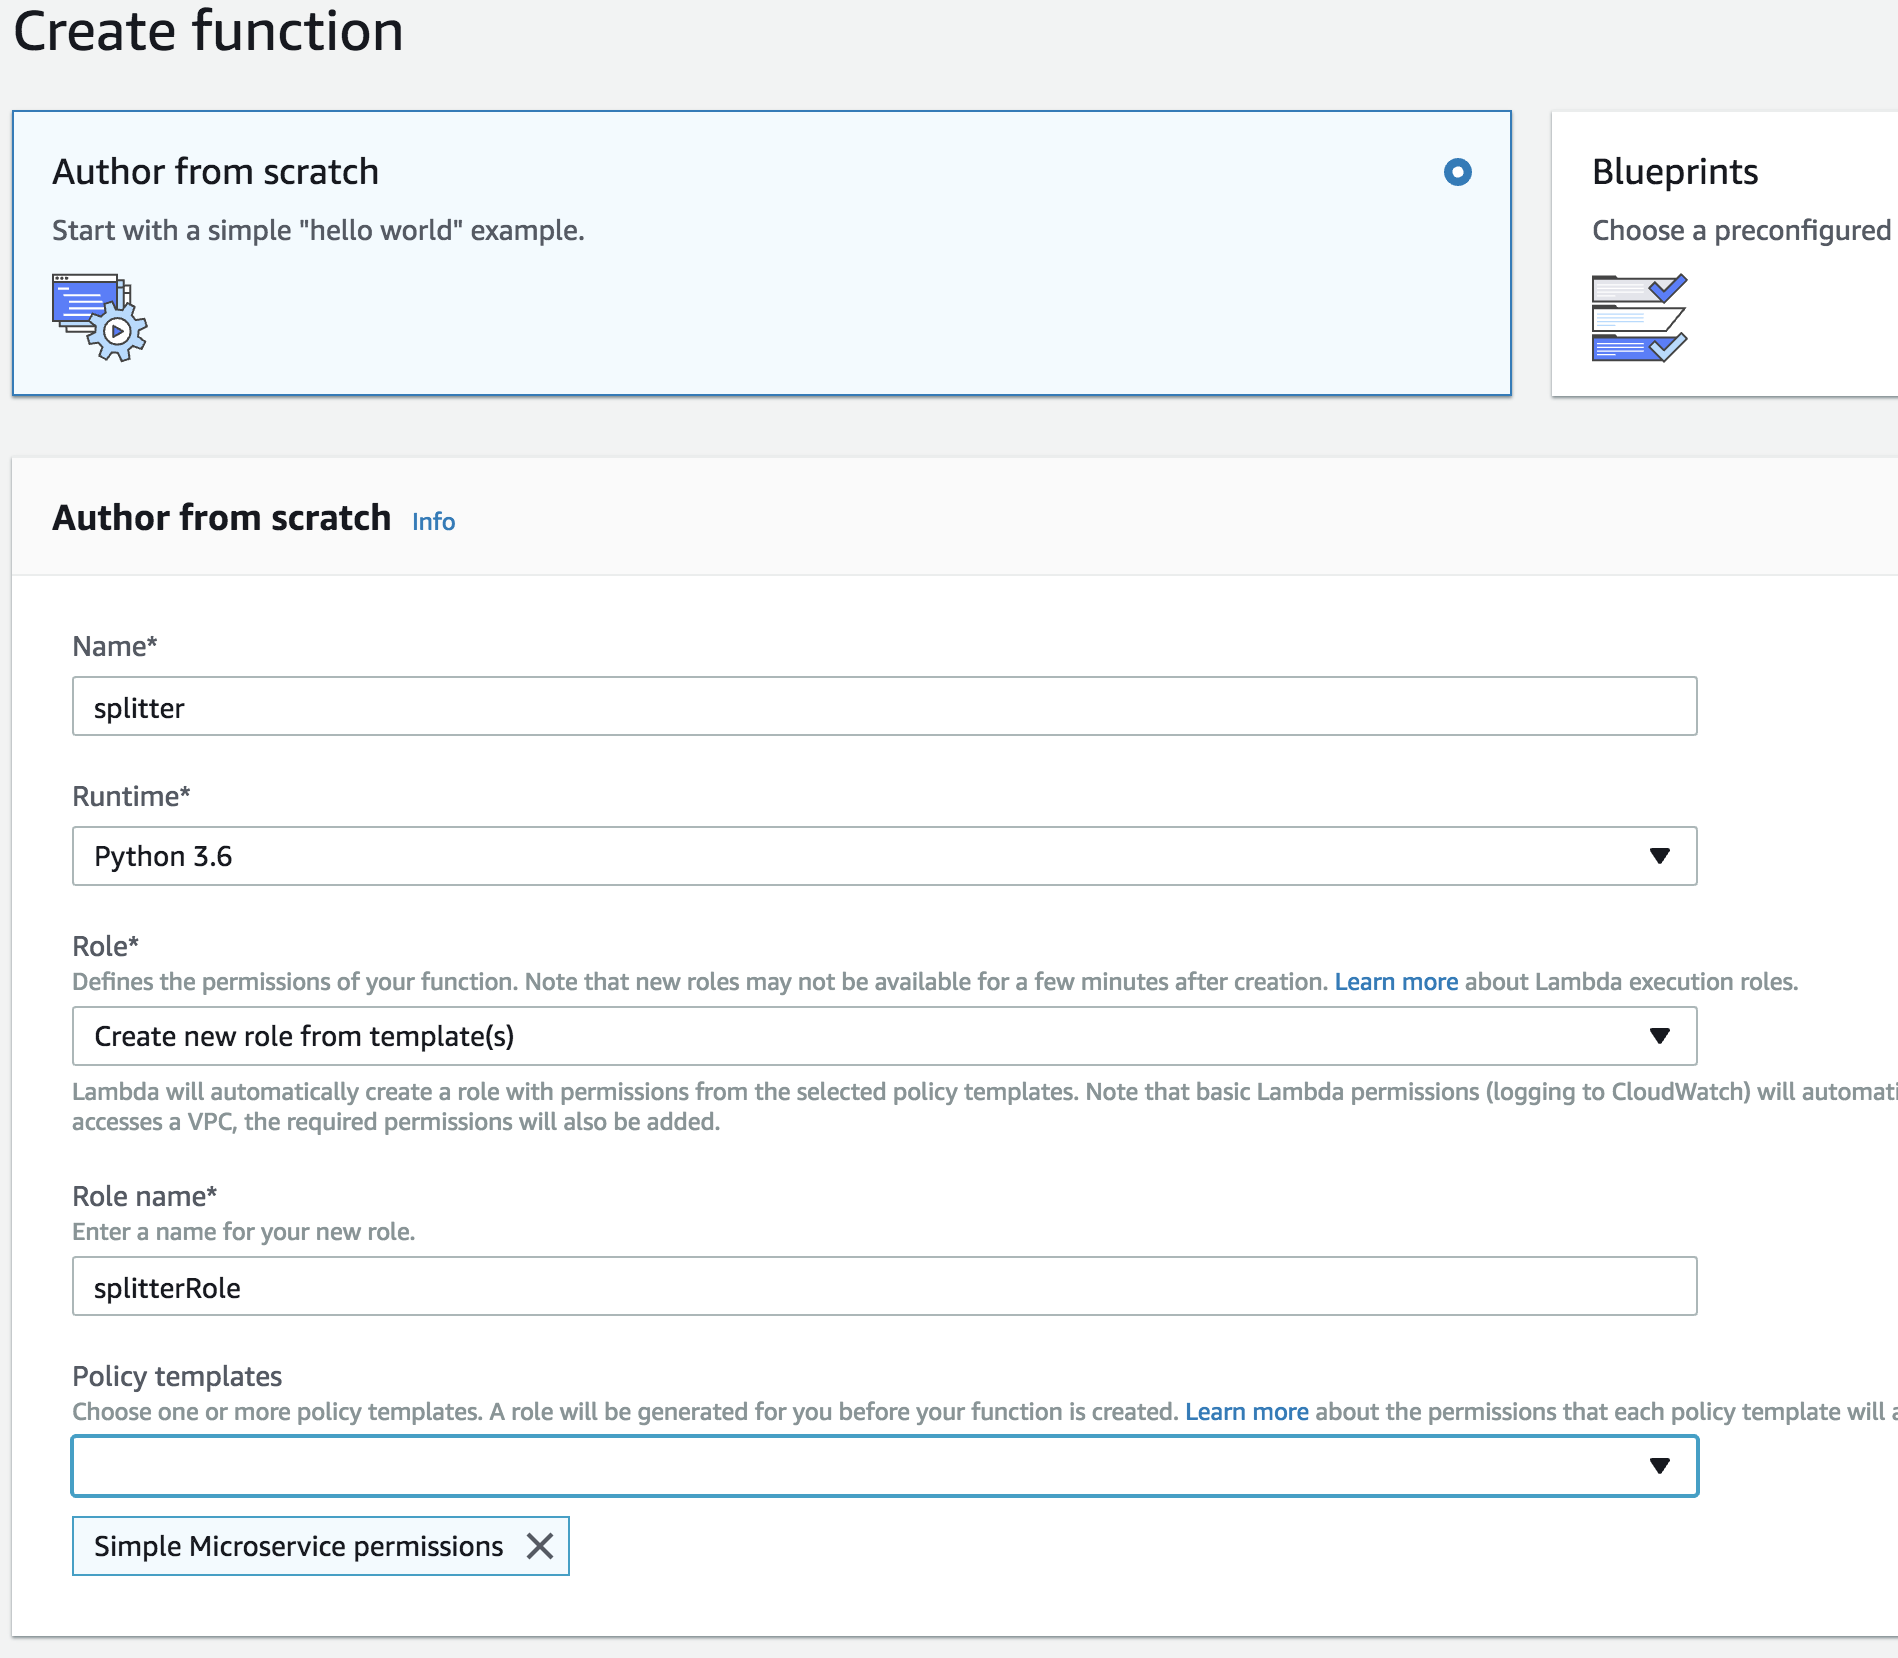 Create function
Author from scratch
Start with a simple "hello world" example.
Blueprints
Choose a preconfigured
Author from scratch Info
Name*
splitter
Runtime*
Python 3.6
Role*
Defines the permissions of your function. Note that new roles may not be available for a few minutes after creation. Learn more about Lambda execution roles.
Create new role from template(s)
Lambda will automatically create a role with permissions from the selected policy templates. Note that basic Lambda permissions (logging to CloudWatch) will
accesses a VPC, the required permissions will also be added.
Role name*
Enter a name for your new role.
splitterRole
Policy templates
Choose one or more policy templates. A role will be generated for you before your function is created. Learn more about the permissions that each policy template will
Simple Microservice permissions